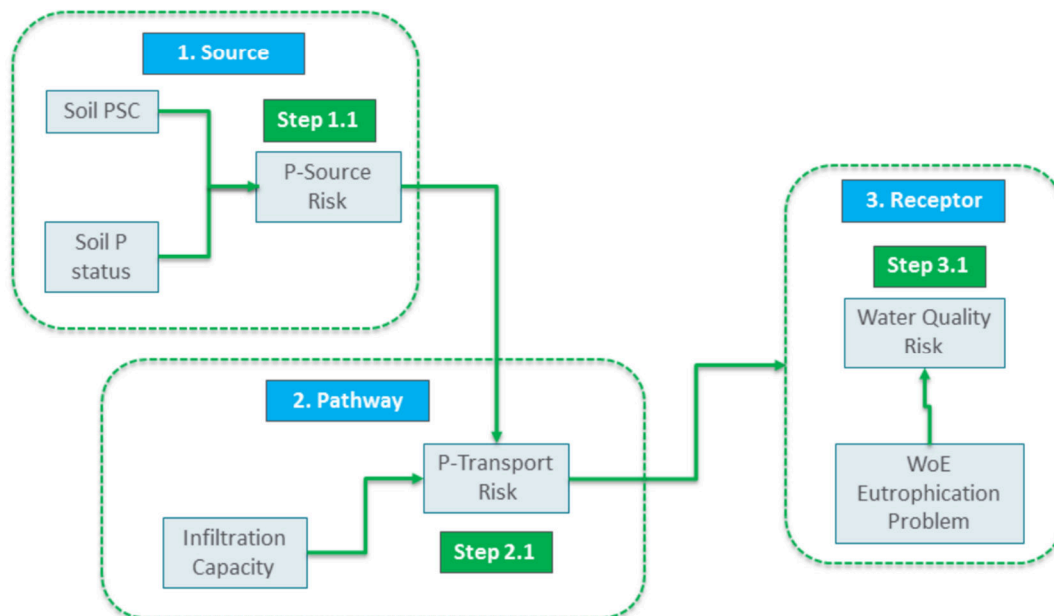 1. Source
Soil PSC
Step 1.1
P-Source
Risk
Soil P
status
2. Pathway
P-Transport
Risk
Infiltration
Capacity
Step 2.1
3. Receptor
Step 3.1
Water Quality
Risk
WoE
Eutrophication
Problem